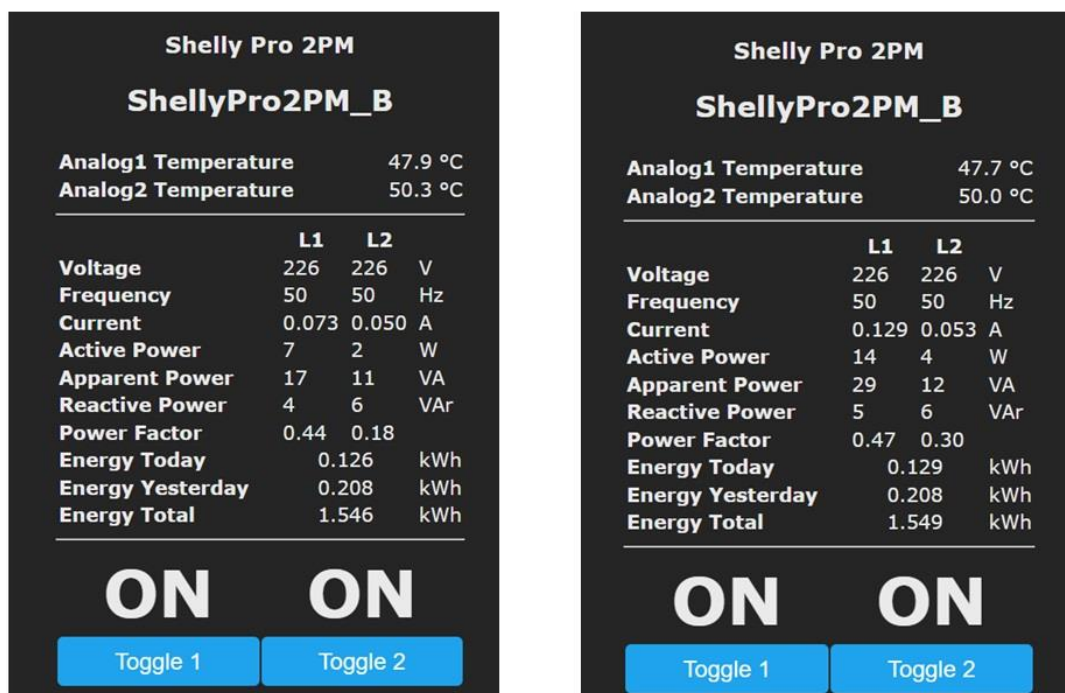 Shelly Pro 2PM
ShellyPro2PM_B
Analog1 Temperature 47.9 °C
Analog2 Temperature 50.3 °C
L1 L2
Voltage 226 226 V
Frequency 50 50 Hz
Current 0.073 0.050 A
Active Power 7 2 W
Apparent Power 17 11 VA
Reactive Power 4 6 VAr
Power Factor 0.44 0.18
Energy Today 0.126 kWh
Energy Yesterday 0.208 kWh
Energy Total 1.546 kWh
ON ON
Toggle 1 Toggle 2
Shelly Pro 2PM
ShellyPro2PM_B
Analog1 Temperature 47.7 °C
Analog2 Temperature 50.0 °C
L1 L2
Voltage 226 226 V
Frequency 50 50 Hz
Current 0.129 0.053 A
Active Power 14 4 W
Apparent Power 29 12 VA
Reactive Power 5 6 VAr
Power Factor 0.47 0.30
Energy Today 0.129 kWh
Energy Yesterday 0.208 kWh
Energy Total 1.549 kWh
ON ON
Toggle 1 Toggle 2